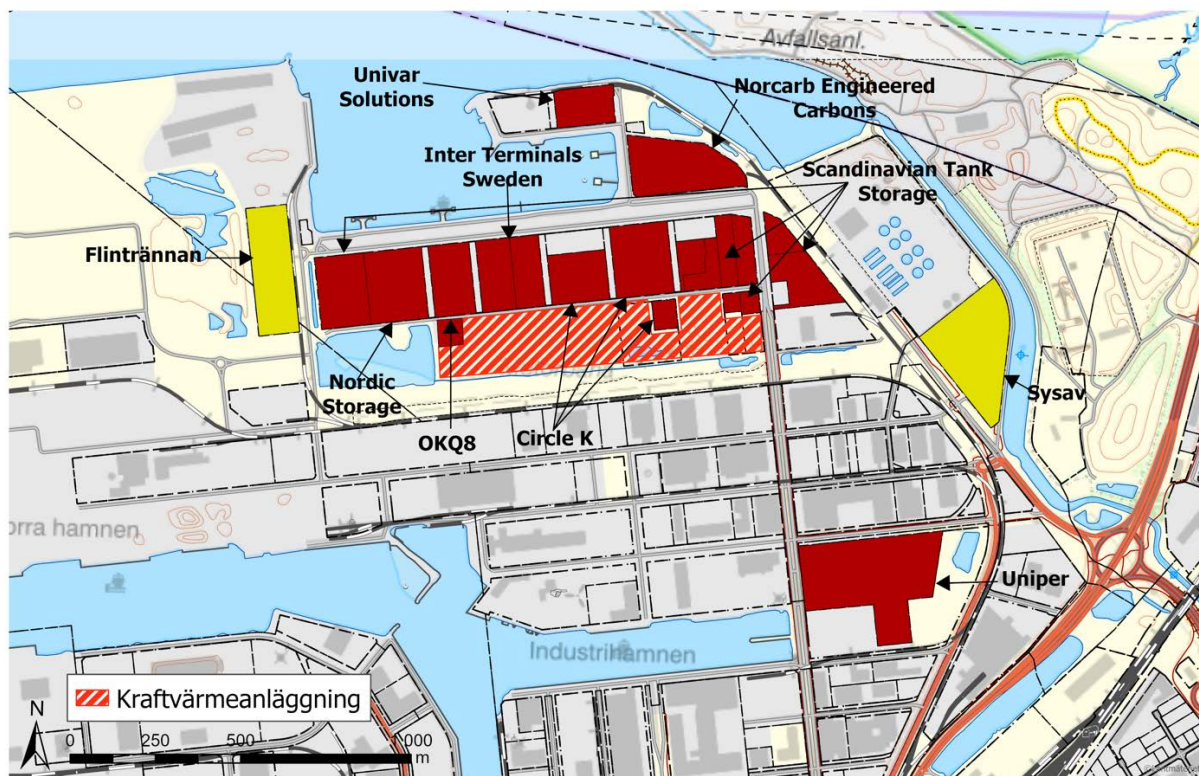 Avfallsanl.
Univar
Solutions
Norcarb Engineered
Carbons
Inter Terminals
Sweden
Scandinavian Tank
Storage
Flintrännan
Nordic
Storage
OKQ8
Circle K
Sysav
orra hamnen
Uniper
Industrihamnen
Kraftvärmeanläggning
N
0 250 500 000
m